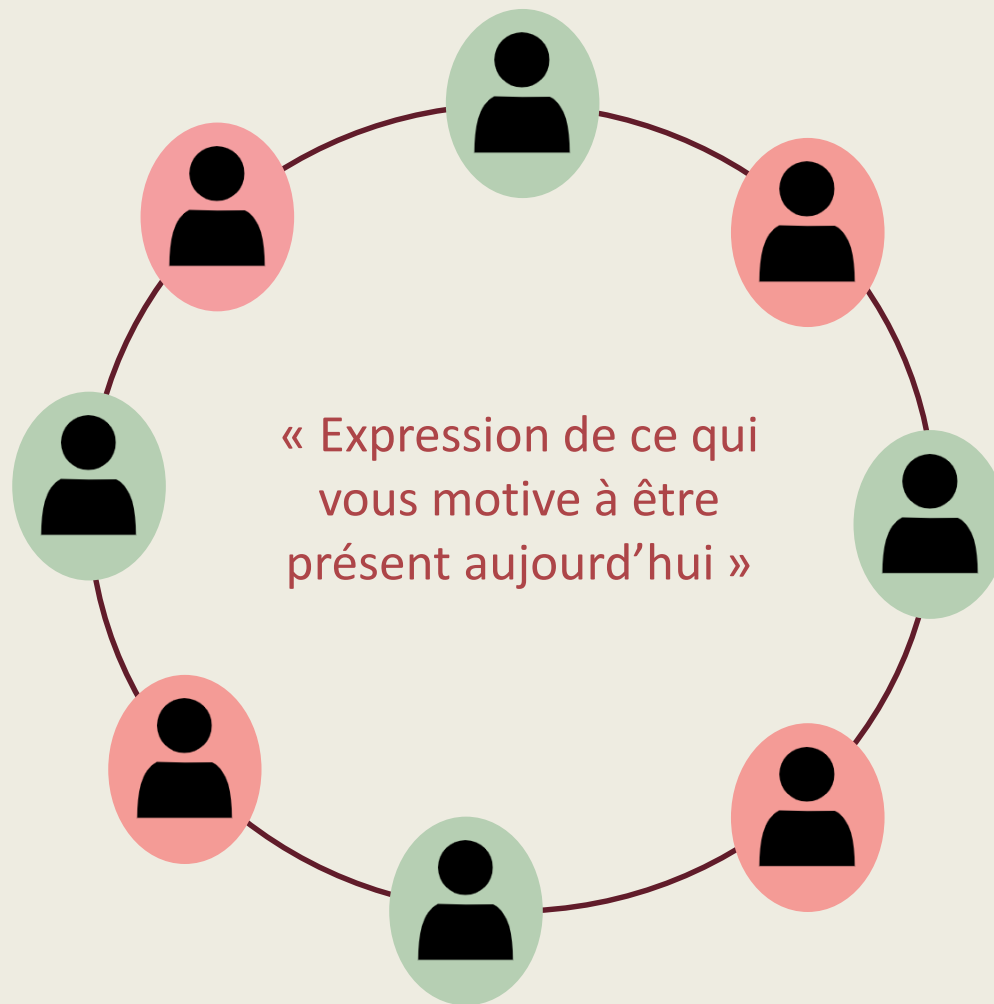 « Expression de ce qui
vous motive à être
présent aujourd’hui »